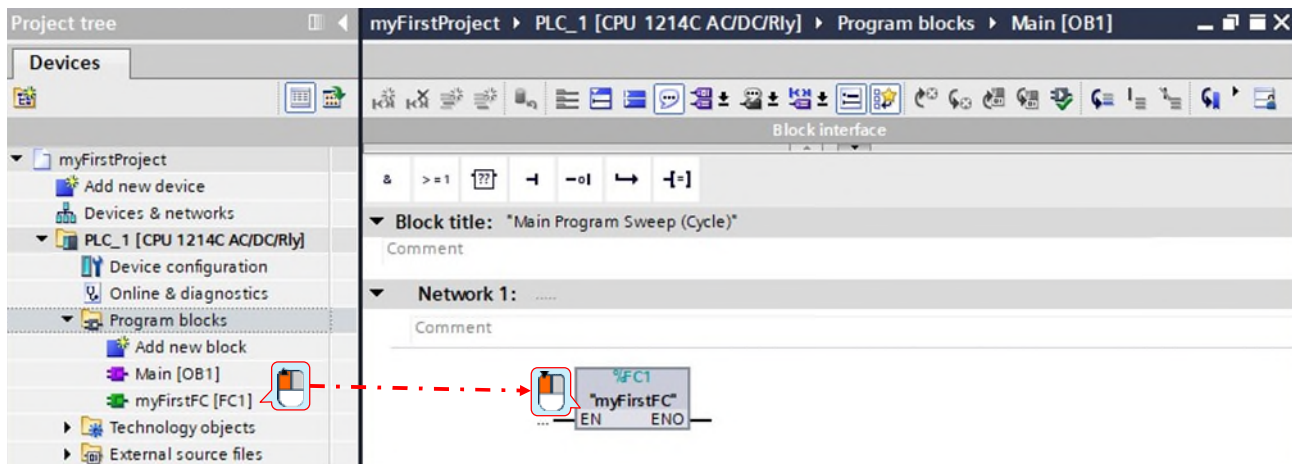 Project tree
myFirstProject ▸ PLC_1 [CPU 1214C AC/DC/Rly] ▸ Program blocks ▸ Main [OB1]
Devices
Block interface
myFirstProject
Add new device
Devices & networks
PLC_1 [CPU 1214C AC/DC/Rly]
Device configuration
Online & diagnostics
Program blocks
Add new block
Main [OB1]
myFirstFC [FC1]
Technology objects
External source files
& >=1 ??
Block title: "Main Program Sweep (Cycle)"
Comment
Network 1: .....
Comment
%FC1
"myFirstFC"
... EN ENO